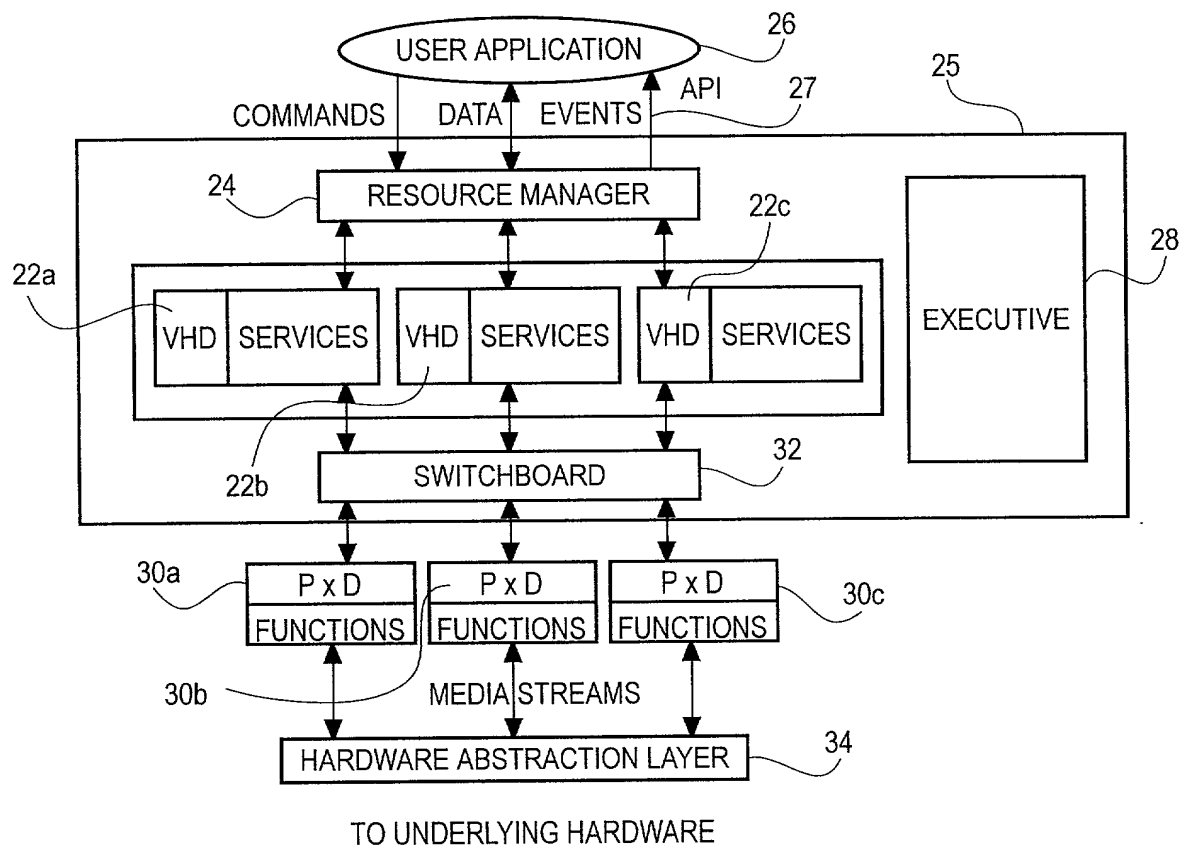 26
USER APPLICATION
25
API
COMMANDS
DATA
EVENTS
27
24
RESOURCE MANAGER
22c
28
22a
VHD SERVICES
VHD SERVICES
VHD SERVICES
EXECUTIVE
22b
SWITCHBOARD
32
30a
P x D
P x D
P x D
30c
FUNCTIONS
FUNCTIONS
FUNCTIONS
30b
MEDIA STREAMS
34
HARDWARE ABSTRACTION LAYER
TO UNDERLYING HARDWARE